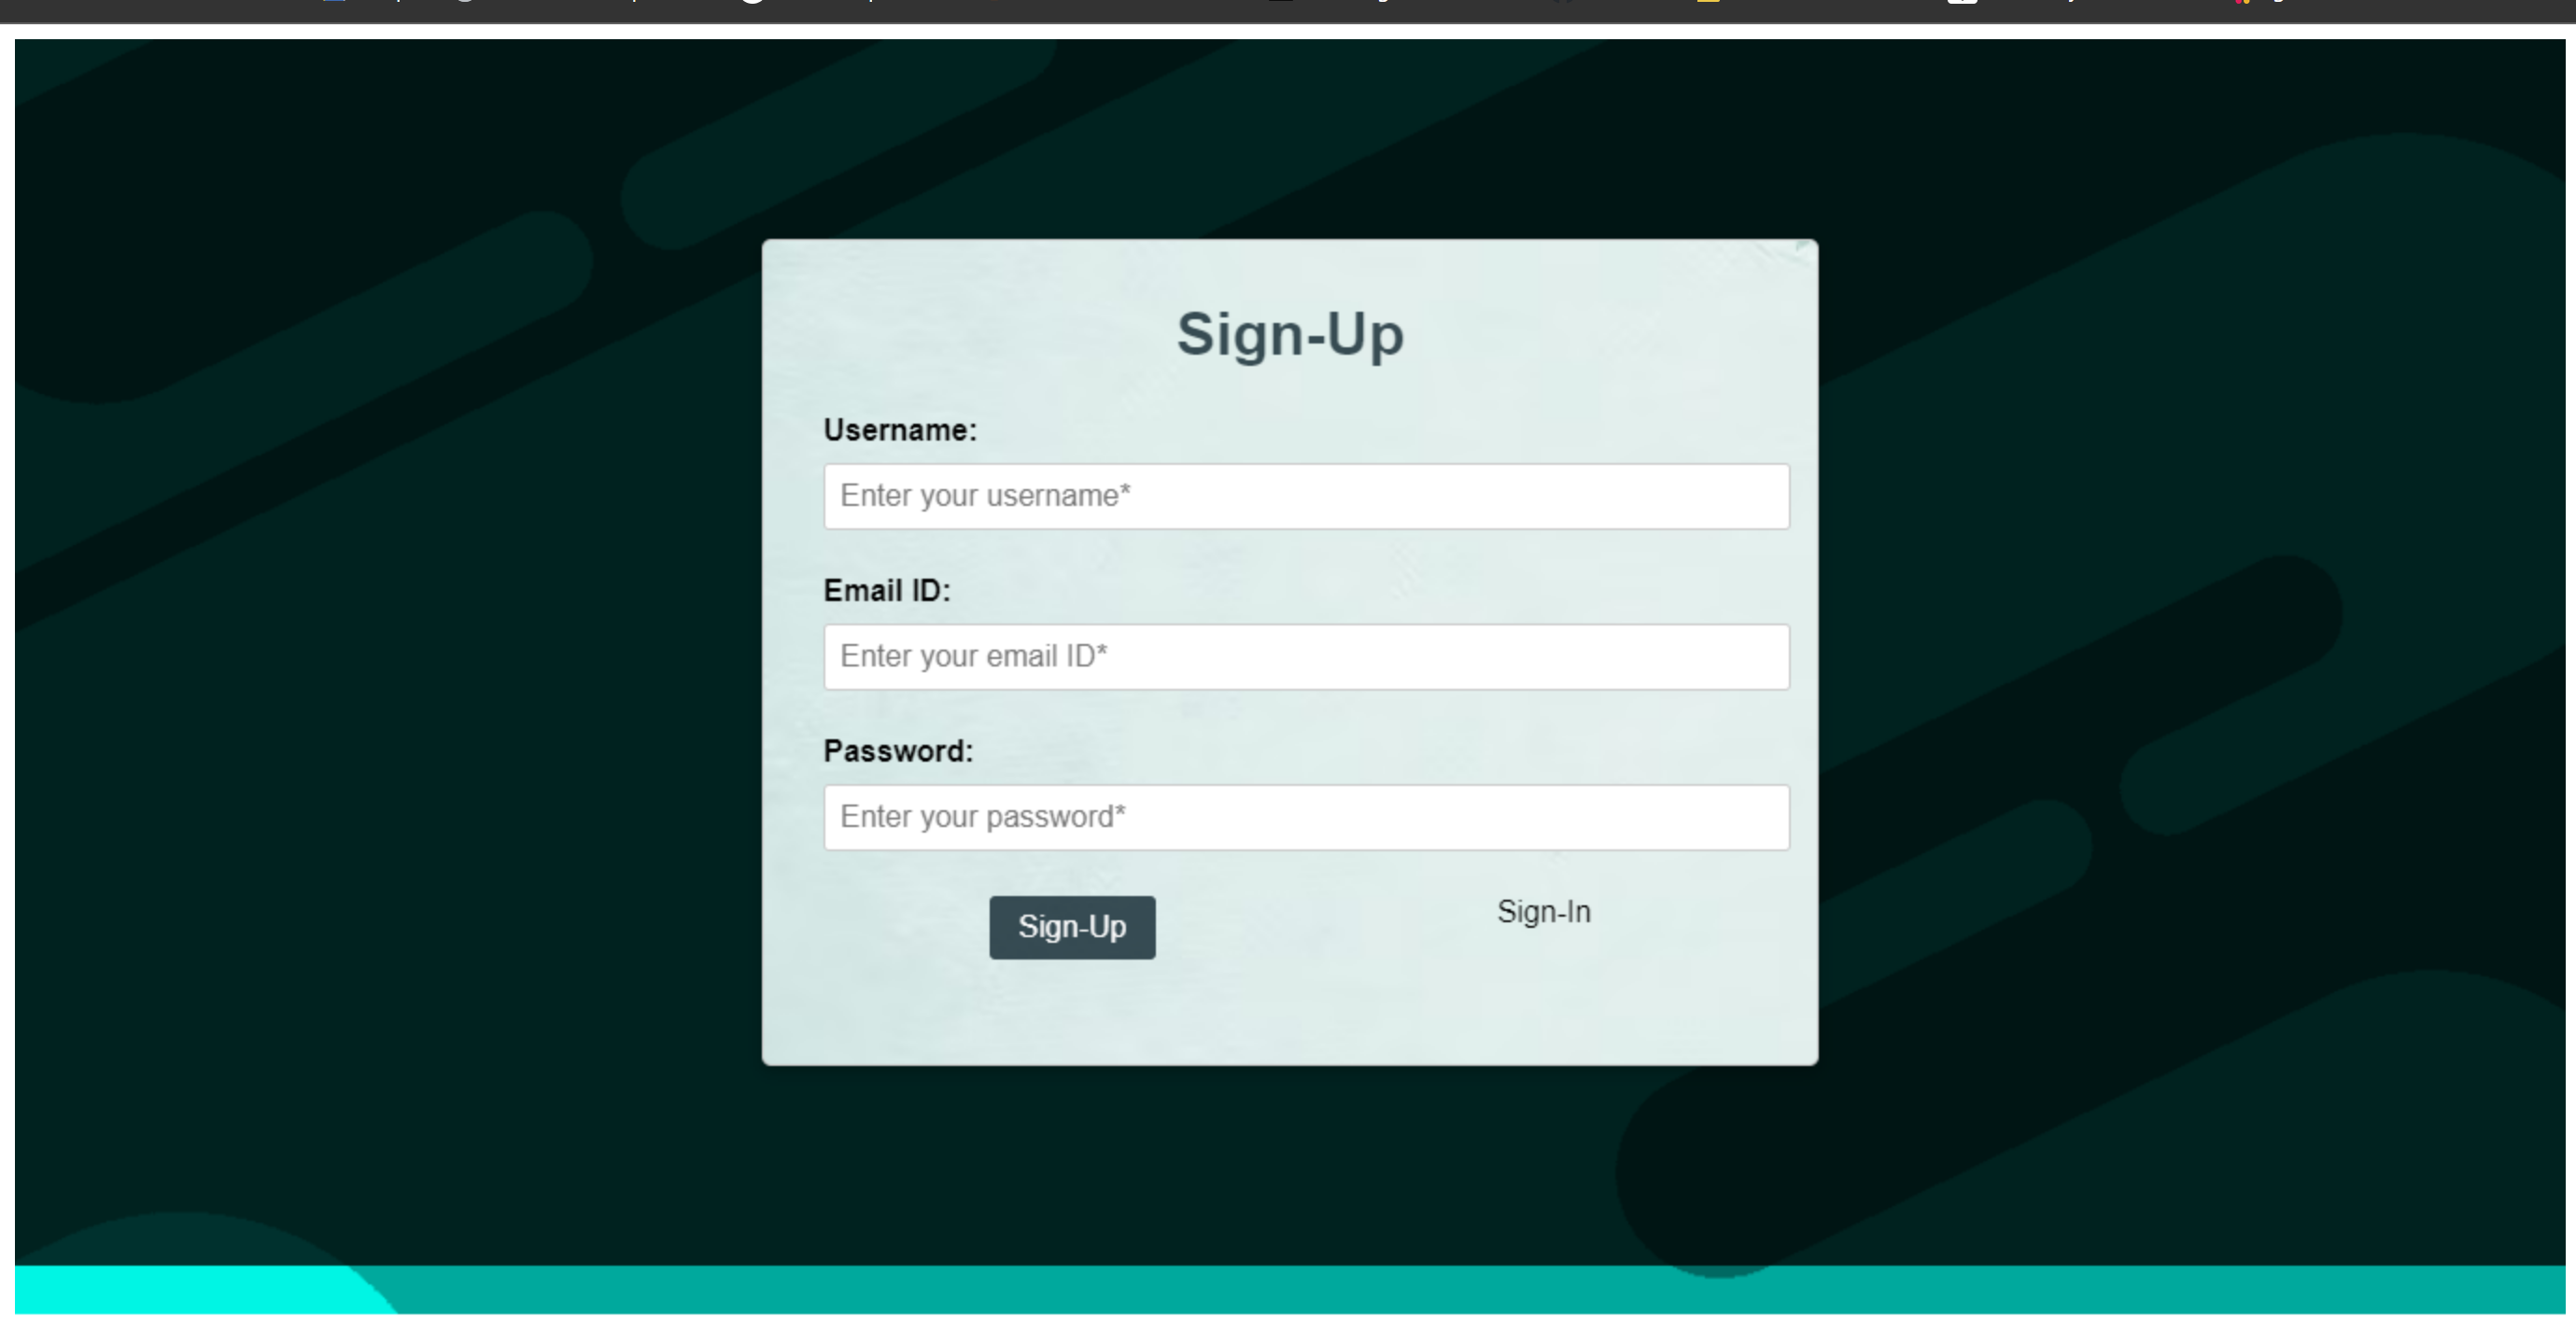 Sign-Up
Username:
Enter your username*
Email ID:
Enter your email ID*
Password:
Enter your password*
Sign-Up
Sign-In